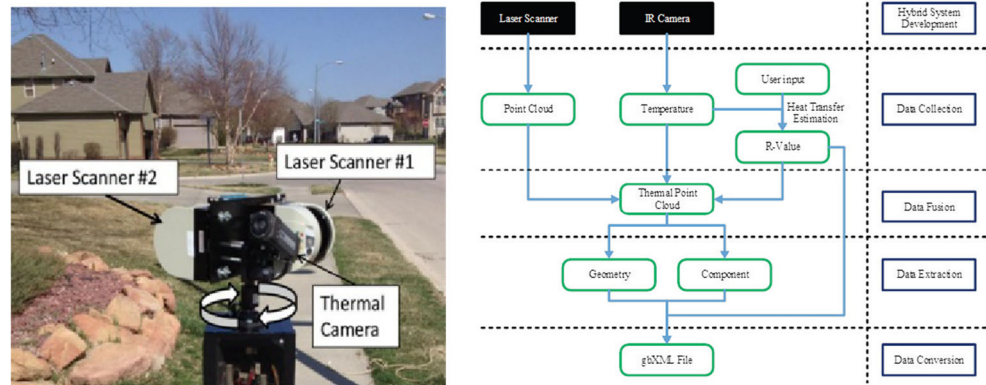 Laser Scanner #2
Laser Scanner #1
Thermal
Camera
Laser Scanner
IR Camera
Hybrid System
Development
User input
Point Cloud
Temperature
Heat Transfer
Estimation
Data Collection
R-Value
Thermal Point
Cloud
Data Fusion
Geometry
Component
Data Extraction
gbXML File
Data Conversion